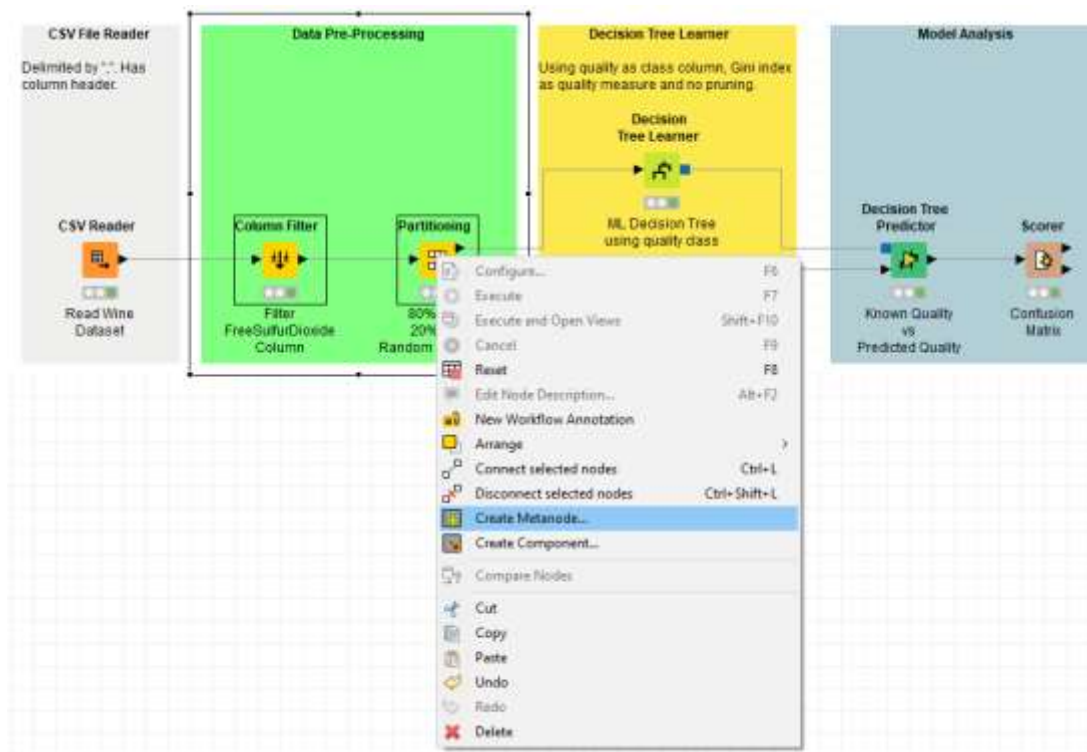 CSV File Reader
Delimited by ";". Has
column header.
CSV Reader
Read Wine
Dataset
Data Pre-Processing
Column Filter
Filter
FreeSulfurDioxide
Column
Partitioning
80%
20%
Random
Decision Tree Learner
Using quality as class column, Gini index
as quality measure and no pruning
Decision
Tree Learner
ML Decision Tree
using quality class
Model Analysis
Decision Tree
Predictor
Known Quality
vs
Predicted Quality
Scorer
Confusion
Matrix
Configure... F6
Execute F7
Execute and Open Views Shift+F10
Cancel F9
Reset F8
Edit Node Description... Alt+F2
New Workflow Annotation
Arrange
Connect selected nodes Ctrl+L
Disconnect selected nodes Ctrl+Shift+L
Create Metanode...
Create Component...
Compare Nodes
Cut
Copy
Paste
Undo
Redo
Delete